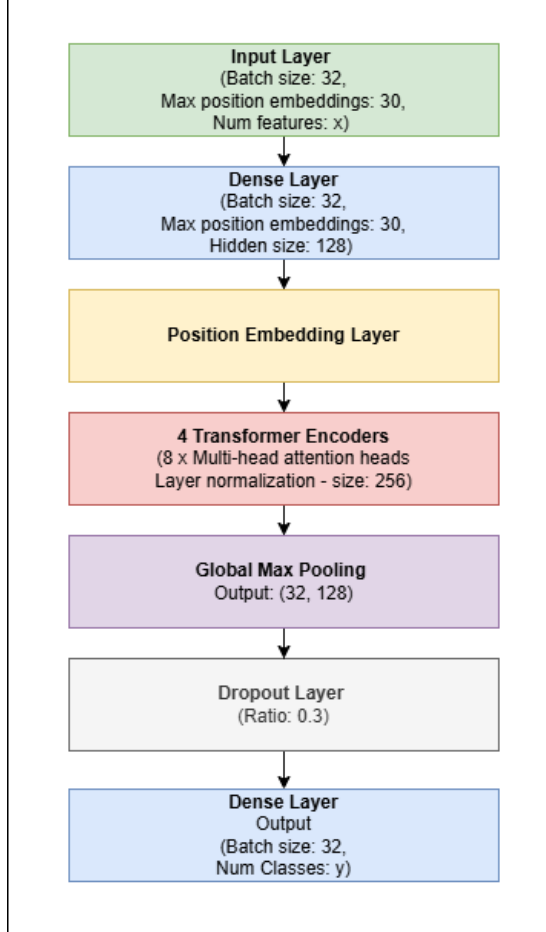 Input Layer
(Batch size: 32,
Max position embeddings: 30,
Num features: x)
Dense Layer
(Batch size: 32,
Max position embeddings: 30,
Hidden size: 128)
Position Embedding Layer
4 Transformer Encoders
(8 x Multi-head attention heads
Layer normalization - size: 256)
Global Max Pooling
Output: (32, 128)
Dropout Layer
(Ratio: 0.3)
Dense Layer
Output
(Batch size: 32,
Num Classes: y)